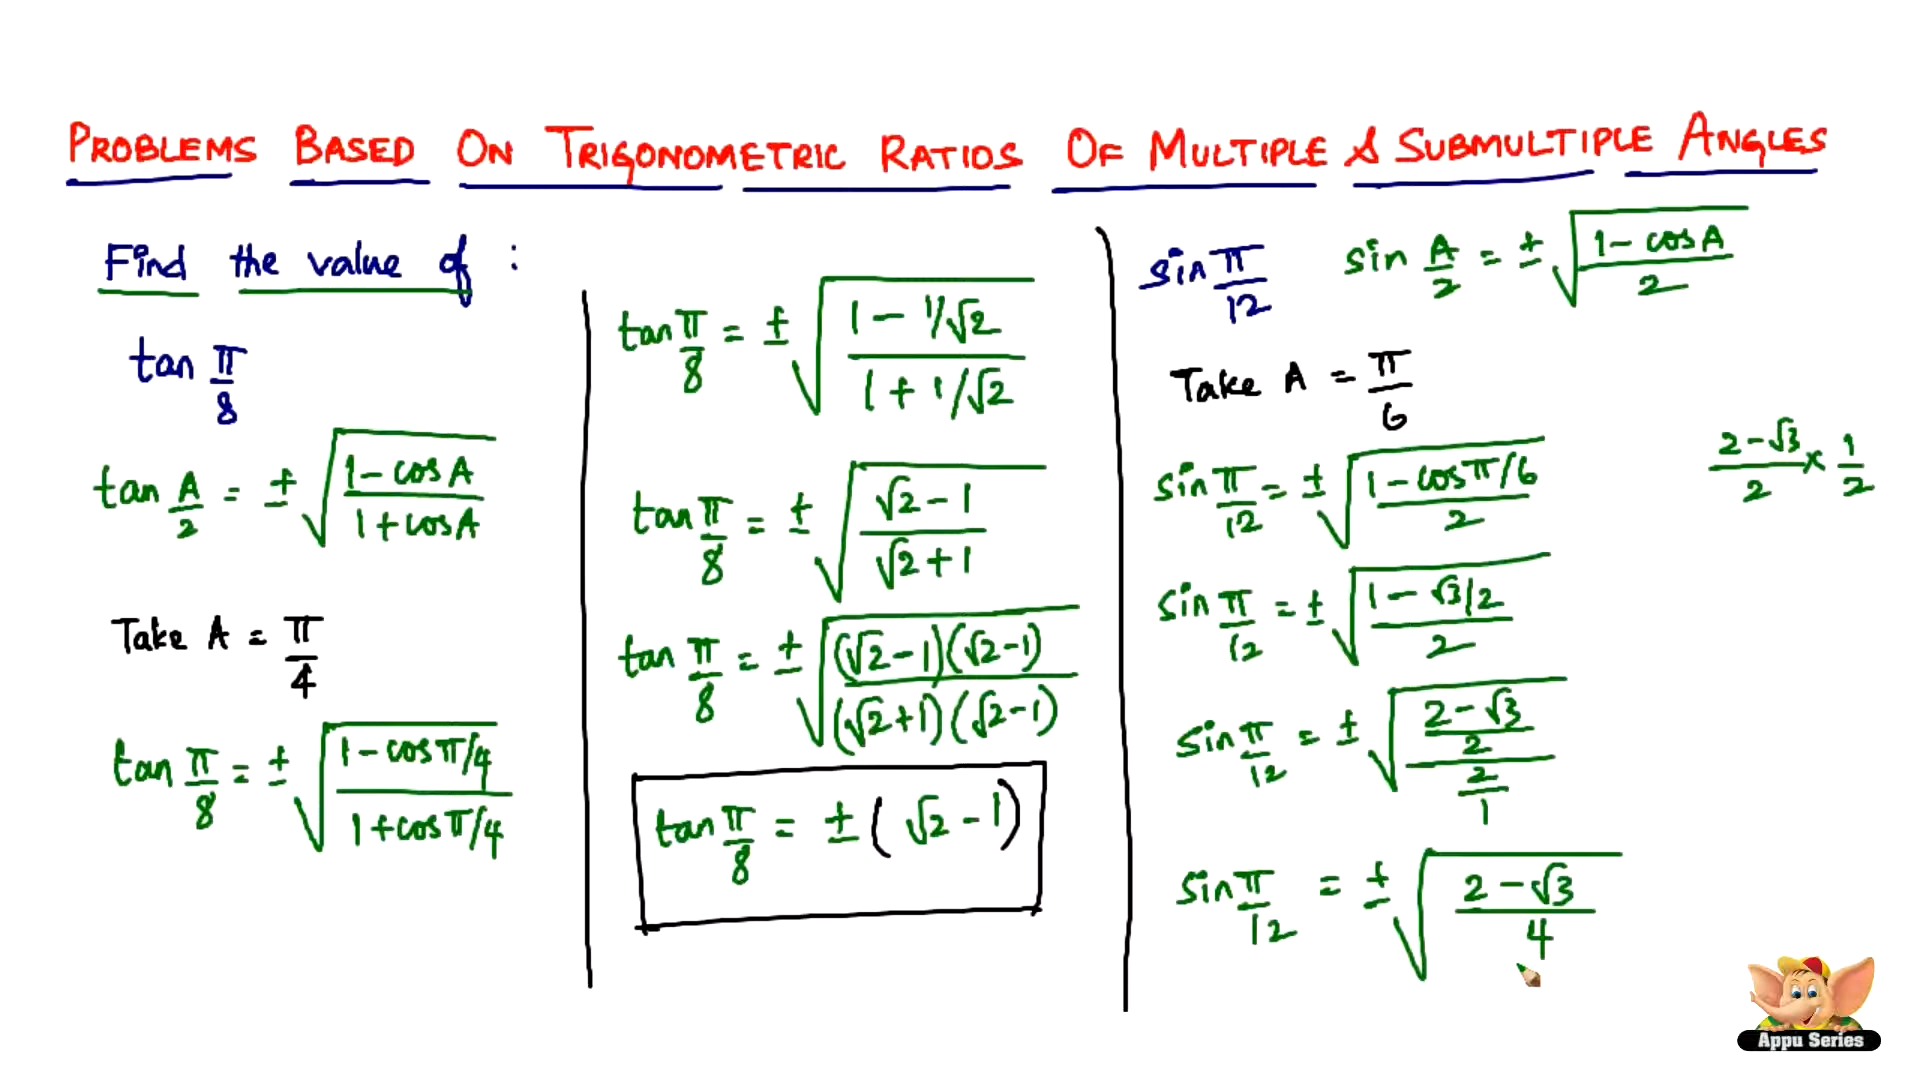 PROBLEMS BASED ON TRIGONOMETRIC RATIOS OF MULTIPLE & SUBMULTIPLE ANGLES
Find the value of :
tan π/8
tan A/2 = ± √((1 - cos A)/(1 + cos A))
Take A = π/4
tan π/8 = ± √((1 - cos π/4)/(1 + cos π/4))
tan π/8 = ± √((1 - 1/√2)/(1 + 1/√2))
tan π/8 = ± √((√2 - 1)/(√2 + 1))
tan π/8 = ± √((√2 - 1)(√2 - 1)/(√2 + 1)(√2 - 1))
tan π/8 = ± (√2 - 1)
sin π/12 sin A/2 = ± √((1 - cos A)/2)
Take A = π/6
sin π/12 = ± √((1 - cos π/6)/2)
(2 - √3)/2 × 1/2
sin π/12 = ± √((1 - √3/2)/2)
sin π/12 = ± √(((2 - √3)/2)/(2/1))
sin π/12 = ± √((2 - √3)/4)
Appu Series